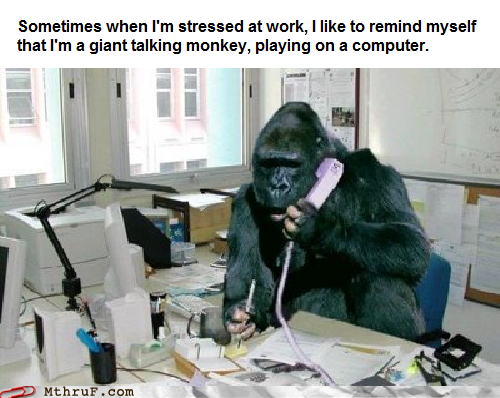 Sometimes when I'm stressed at work, I like to remind myself
that I'm a giant talking monkey, playing on a computer.
MthruF.com